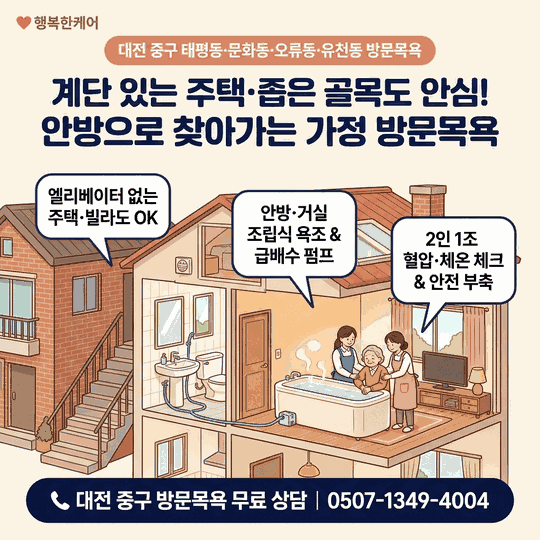 행복한케어
대전 중구 태평동·문화동·오류동·유천동 방문목욕
계단 있는 주택·좁은 골목도 안심!
안방으로 찾아가는 가정 방문목욕
엘리베이터 없는
주택·빌라도 OK
안방·거실
조립식 욕조 &
급배수 펌프
2인 1조
혈압·체온 체크
& 안전 부축
대전 중구 방문목욕 무료 상담 | 0507-1349-4004